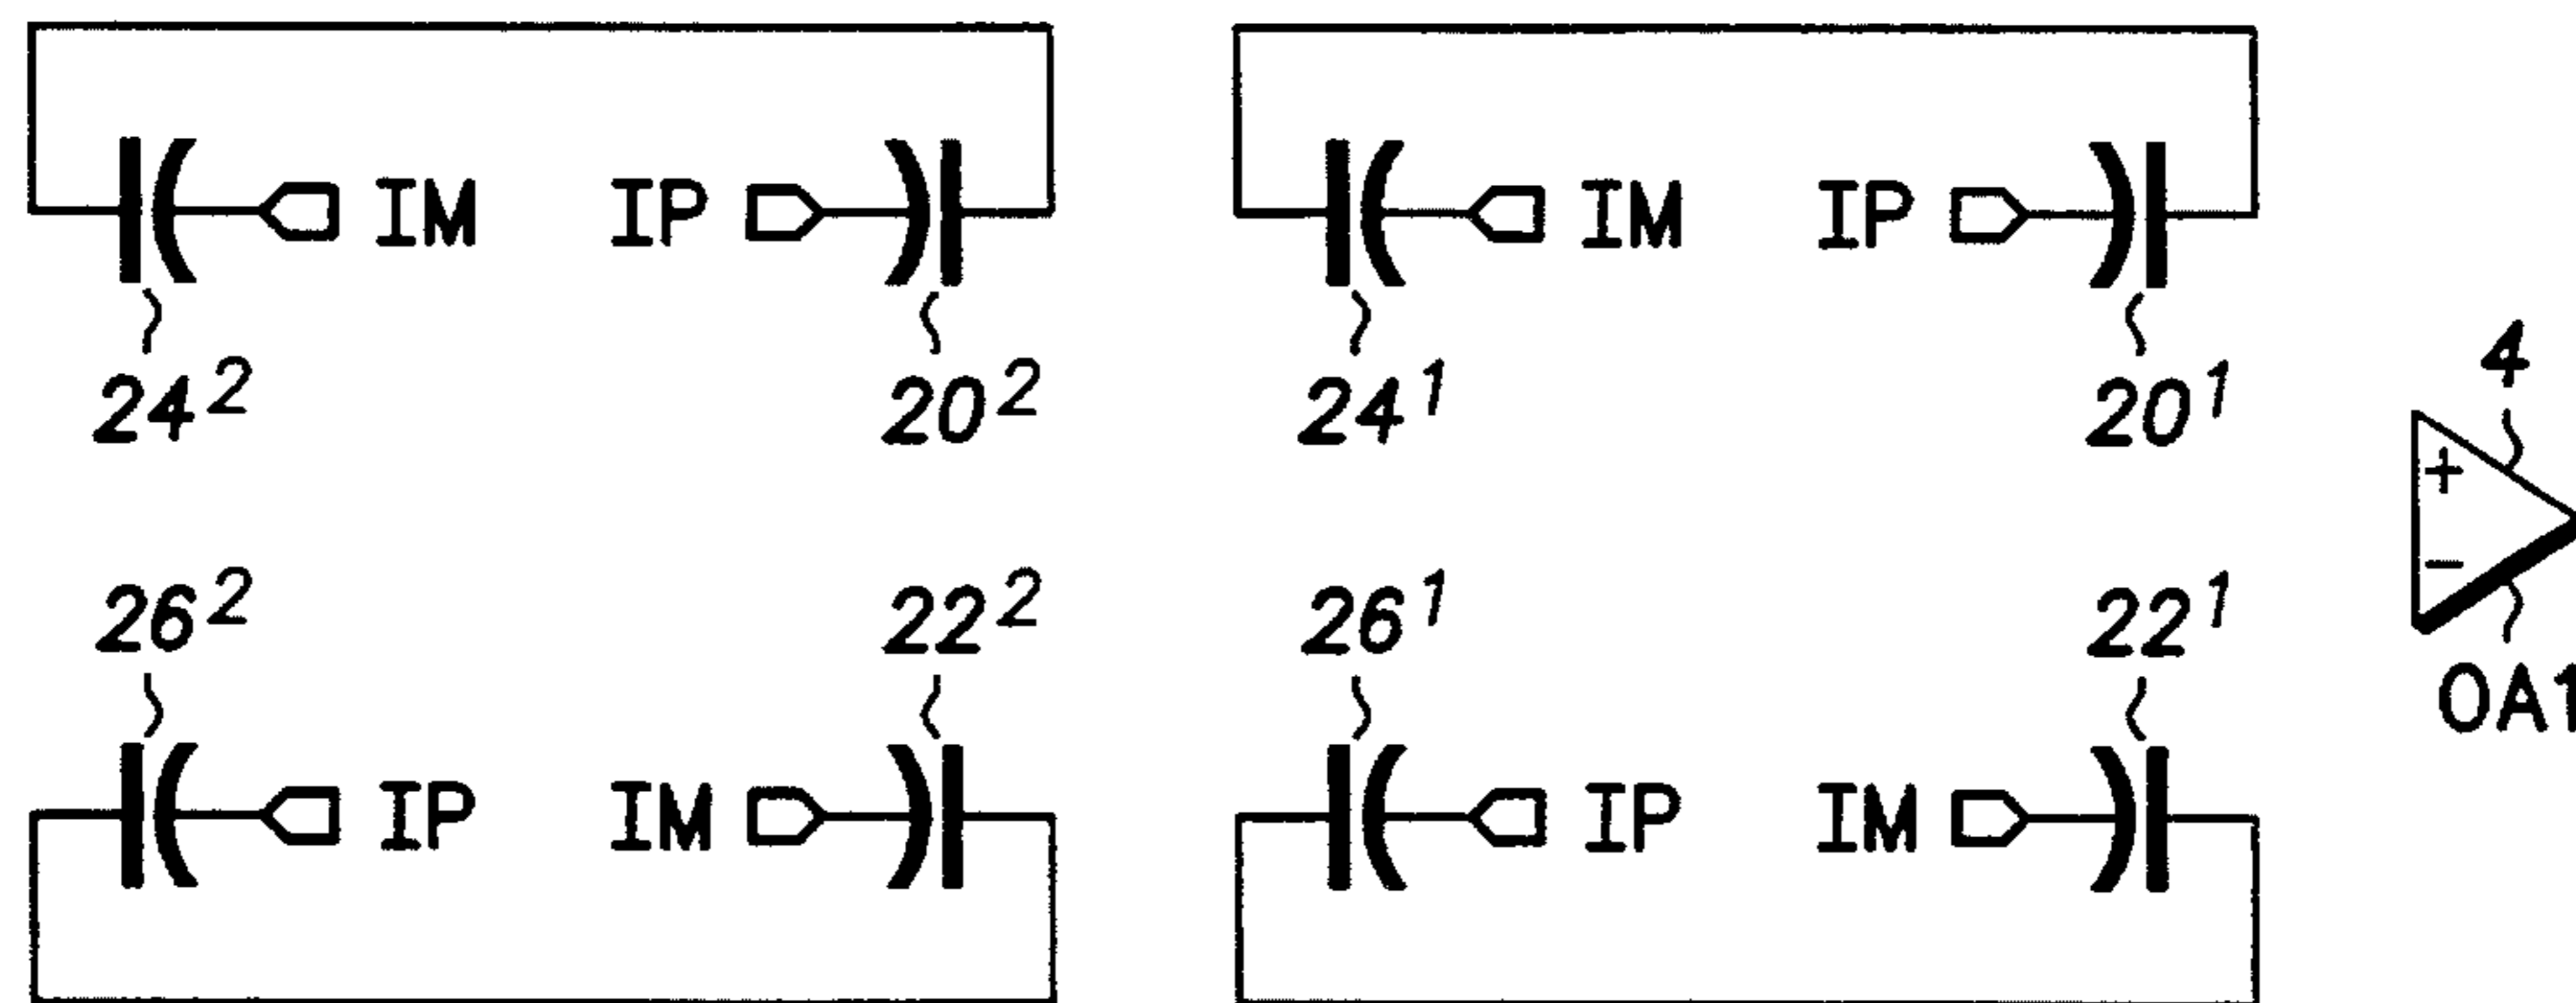 IM IP IM IP
24² 20² 24¹ 20¹ 4
+
−
26² 22² 26¹ 22¹
OA1
IP IM IP IM